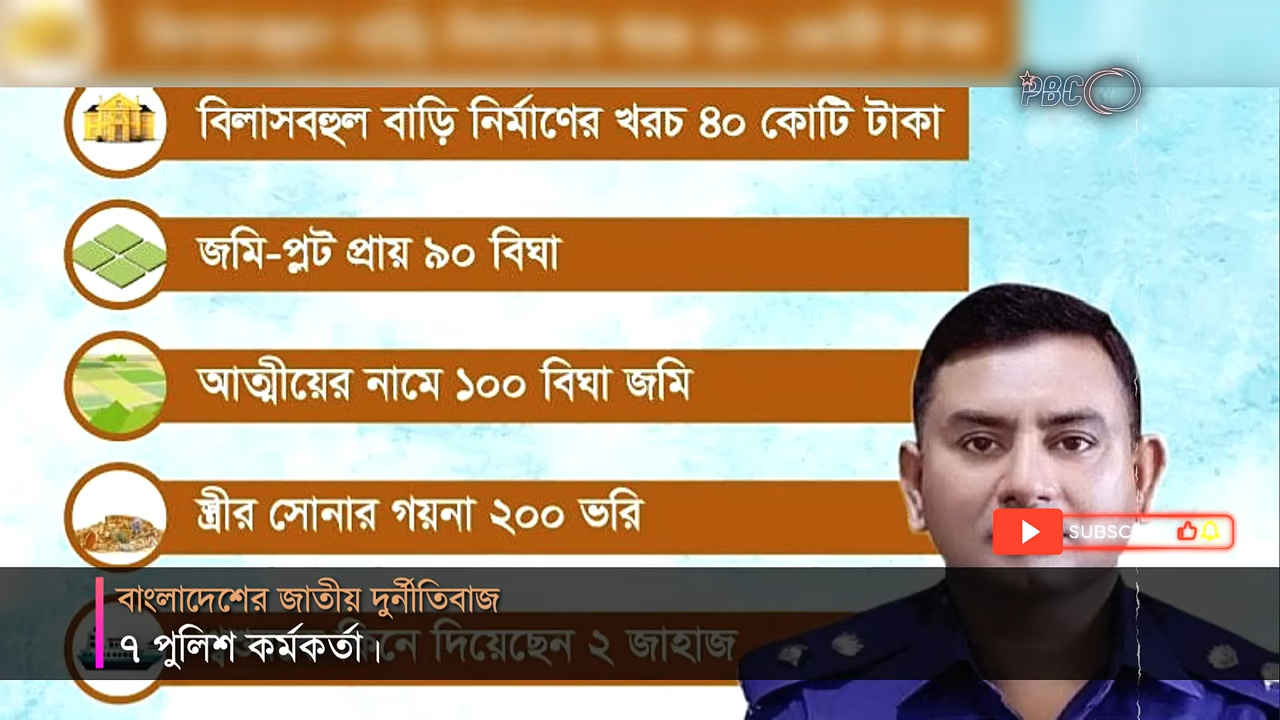 PBC
বিলাসবহুল বাড়ি নির্মাণের খরচ ৪০ কোটি টাকা
জমি-প্লট প্রায় ৯০ বিঘা
আত্মীয়ের নামে ১০০ বিঘা জমি
স্ত্রীর সোনার গয়না ২০০ ভরি
SUBSC
বাংলাদেশের জাতীয় দুর্নীতিবাজ
৭ পুলিশ কর্মকর্তা।
দিয়েছেন ২ জাহাজ